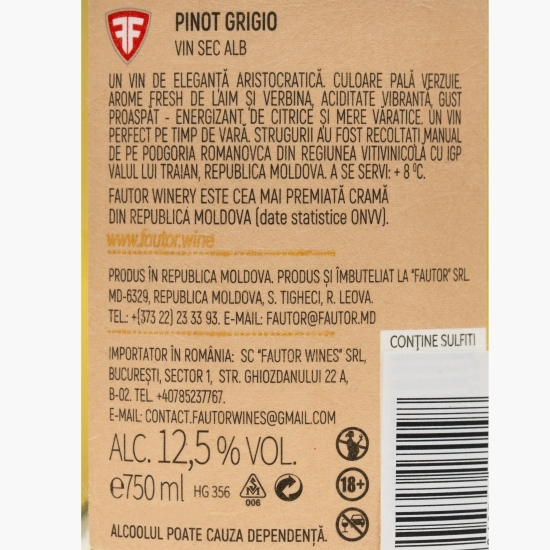 PINOT GRIGIO
VIN SEC ALB
UN VIN DE ELEGANȚĂ ARISTOCRATICĂ. CULOARE PALĂ VERZUIE.
AROME FRESH DE LAIM ȘI VERBINA, ACIDITATE VIBRANTĂ, GUST
PROASPĂT - ENERGIZANT DE CITRICE ȘI MERE VĂRATICE. UN VIN
PERFECT PE TIMP DE VARĂ. STRUGURII AU FOST RECOLTAȚI MANUAL
DE PE PODGORIA ROMANOVCA DIN REGIUNEA VITIVINICOLĂ CU IGP
VALUL LUI TRAIAN, REPUBLICA MOLDOVA. A SE SERVI: + 8 ºC.
FAUTOR WINERY ESTE CEA MAI PREMIATĂ CRAMĂ
DIN REPUBLICA MOLDOVA (date statistice ONVV).
www.fautor.wine
PRODUS ÎN REPUBLICA MOLDOVA. PRODUS ȘI ÎMBUTELIAT LA "FAUTOR" SRL
MD-6329, REPUBLICA MOLDOVA, S. TIGHECI, R. LEOVA.
TEL.: +(373 22) 23 33 93. E-MAIL: FAUTOR@FAUTOR.MD
CONȚINE SULFITI
IMPORTATOR ÎN ROMÂNIA: SC "FAUTOR WINES" SRL,
BUCUREȘTI, SECTOR 1, STR. GHIOZDANULUI 22 A,
B-02. TEL. +40785237767.
E-MAIL: CONTACT.FAUTORWINES@GMAIL.COM
ALC. 12,5 % VOL.
e750 ml HG 356
006
18+
ALCOOLUL POATE CAUZA DEPENDENȚĂ.